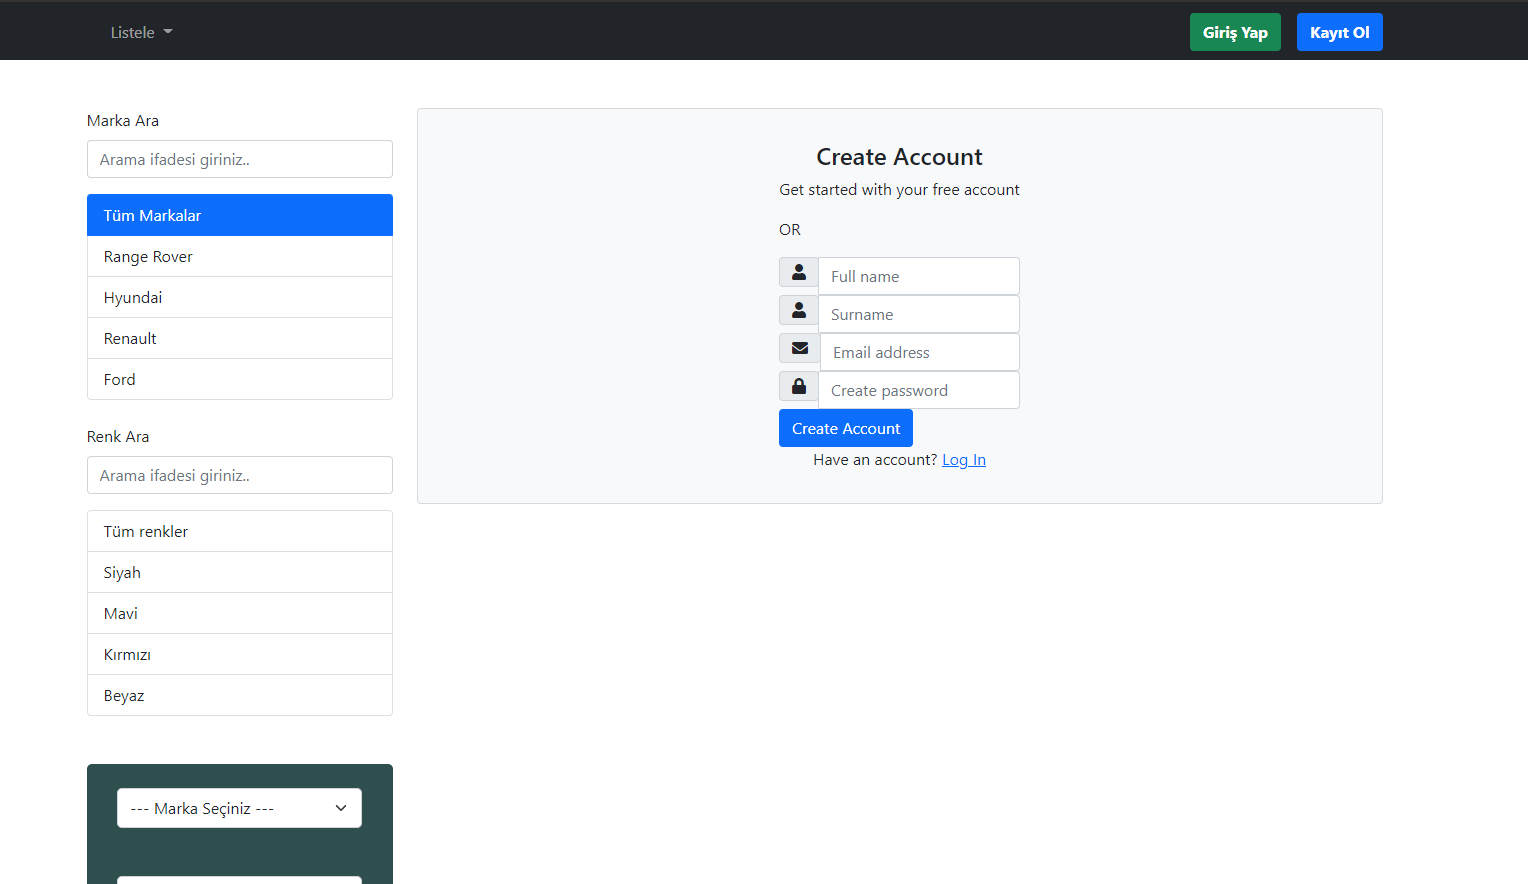 Listele
Giriş Yap
Kayıt Ol
Marka Ara
Arama ifadesi giriniz..
Tüm Markalar
Range Rover
Hyundai
Renault
Ford
Renk Ara
Arama ifadesi giriniz..
Tüm renkler
Siyah
Mavi
Kırmızı
Beyaz
--- Marka Seçiniz ---
Create Account
Get started with your free account
OR
Full name
Surname
Email address
Create password
Create Account
Have an account? Log In